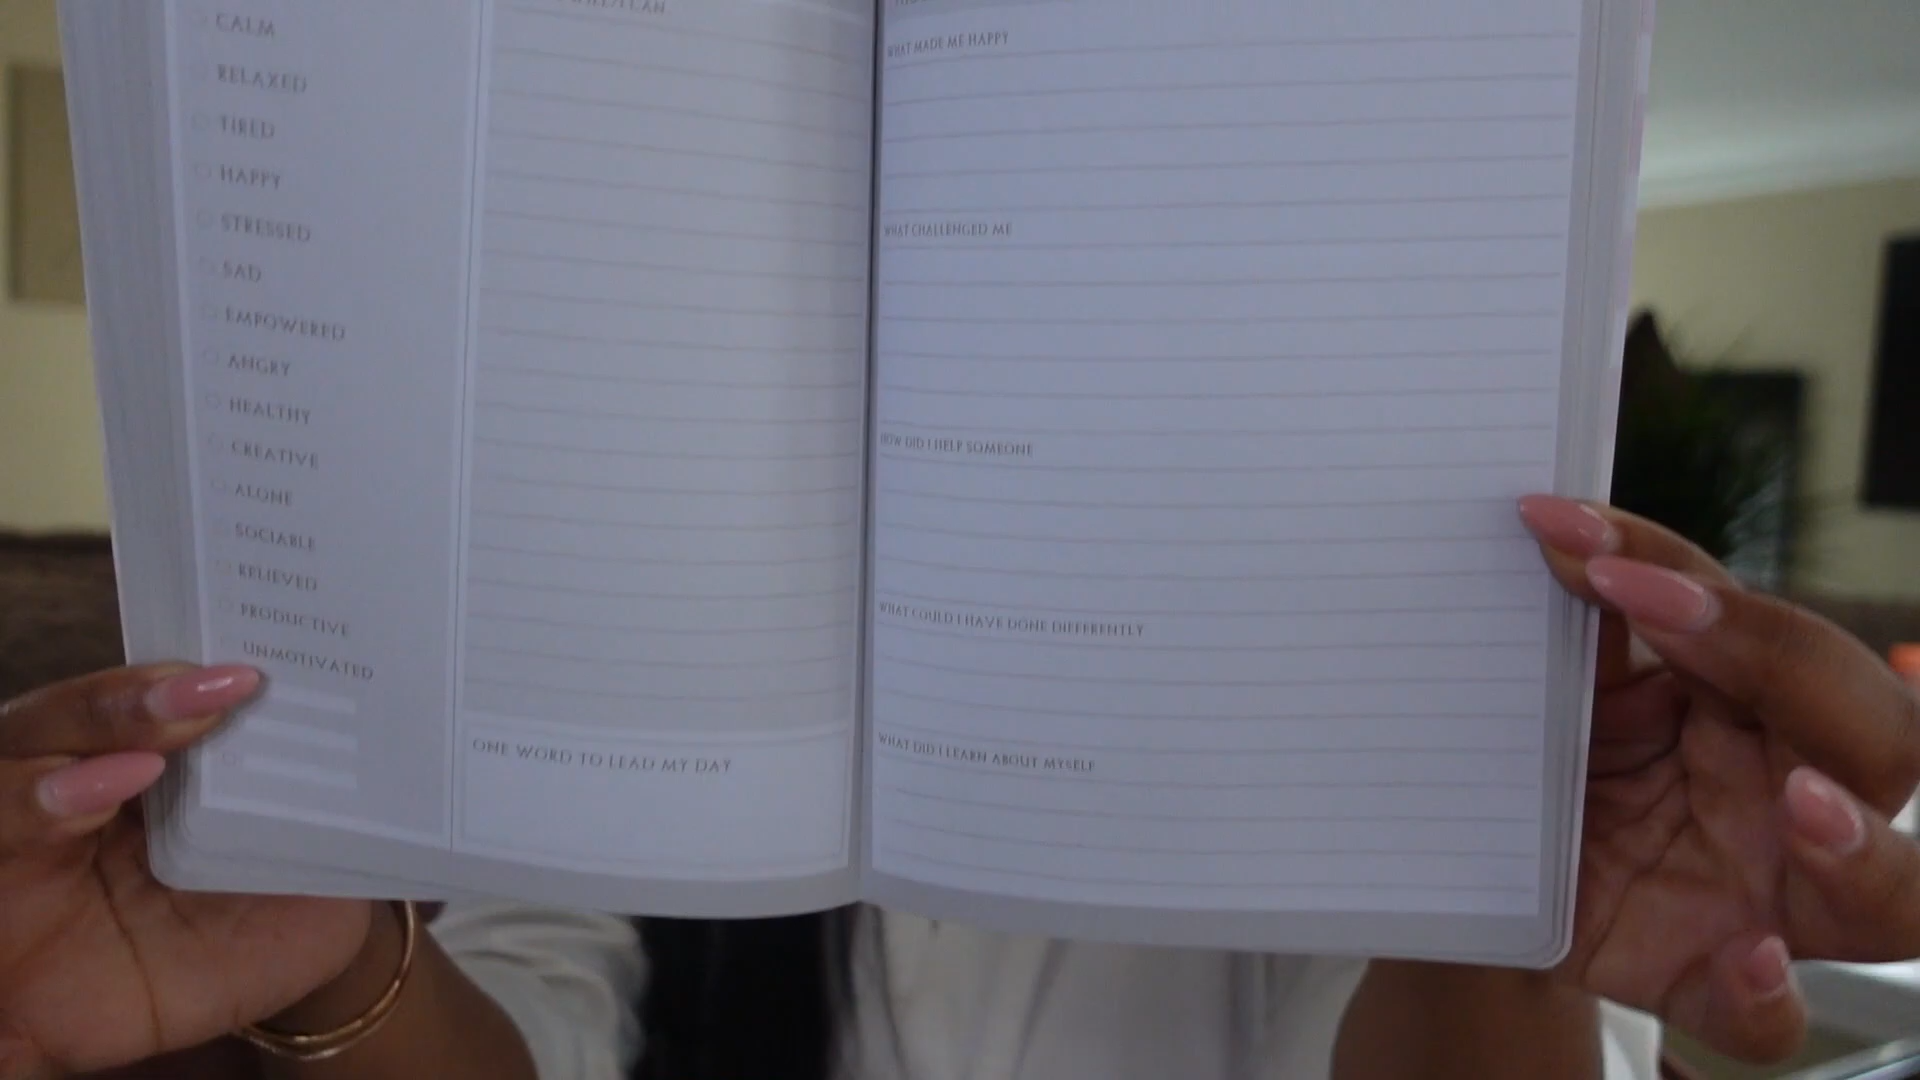 CALM
RELAXED
TIRED
HAPPY
STRESSED
SAD
EMPOWERED
ANGRY
HEALTHY
CREATIVE
ALONE
SOCIABLE
RELIEVED
PRODUCTIVE
UNMOTIVATED
ONE WORD TO LEAD MY DAY
WHAT MADE ME HAPPY
WHAT CHALLENGED ME
HOW DID I HELP SOMEONE
WHAT COULD I HAVE DONE DIFFERENTLY
WHAT DID I LEARN ABOUT MYSELF